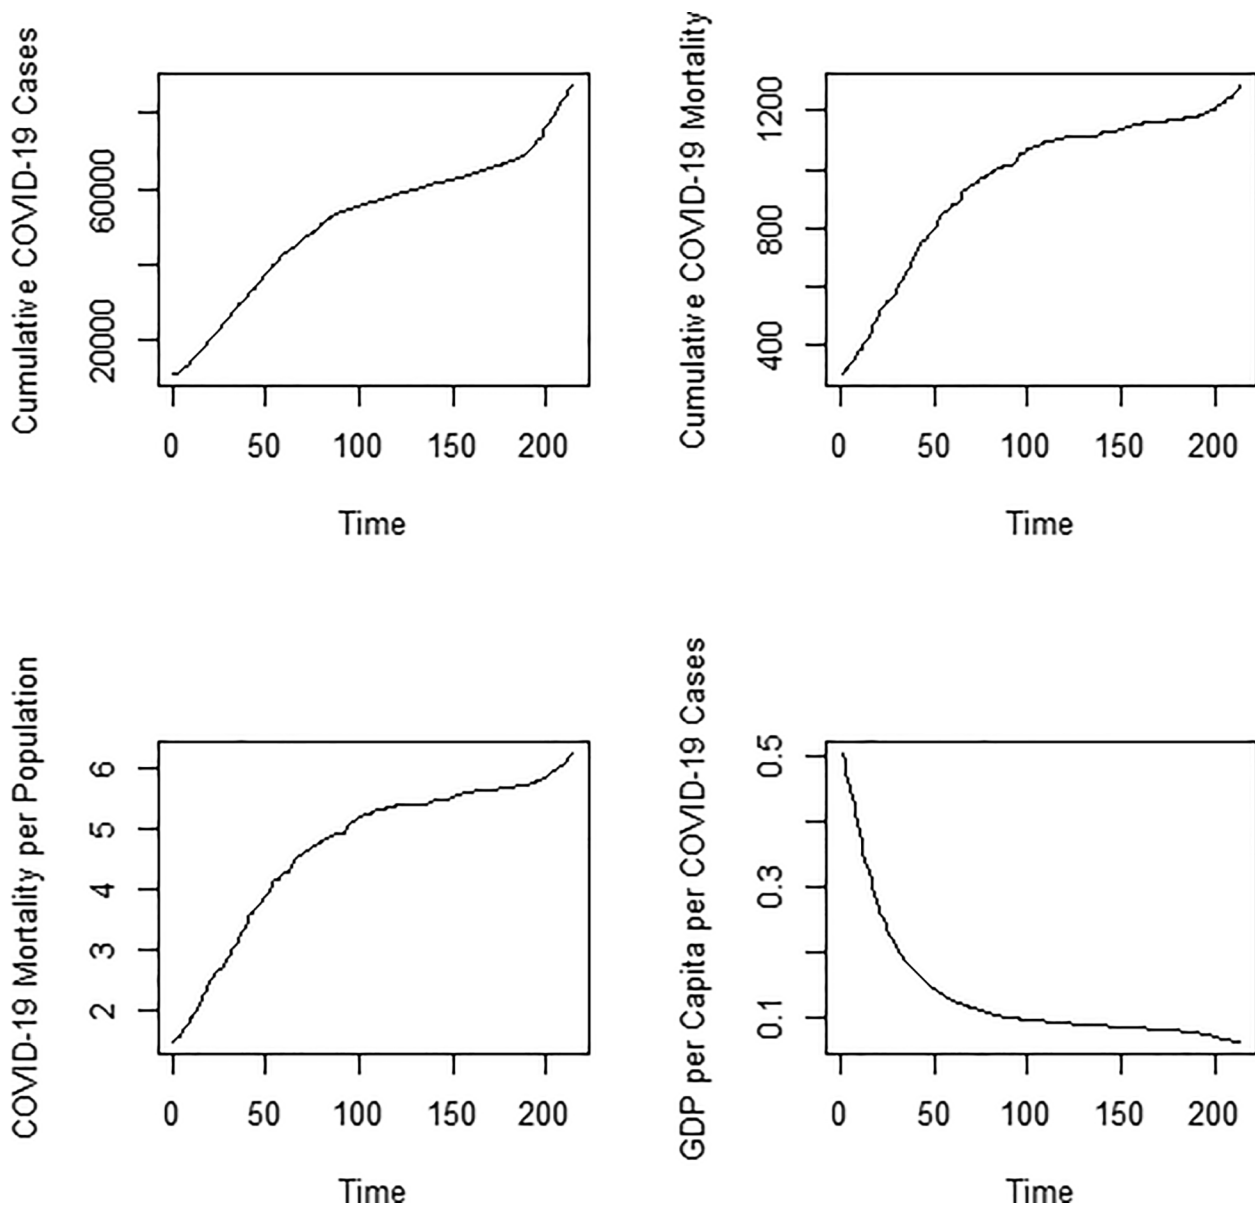 Cumulative COVID-19 Cases
20000
60000
0 50 100 150 200
Time
Cumulative COVID-19 Mortality
400
800
1200
0 50 100 150 200
Time
COVID-19 Mortality per Population
2
3
4
5
6
0 50 100 150 200
Time
GDP per Capita per COVID-19 Cases
0.1
0.3
0.5
0 50 100 150 200
Time